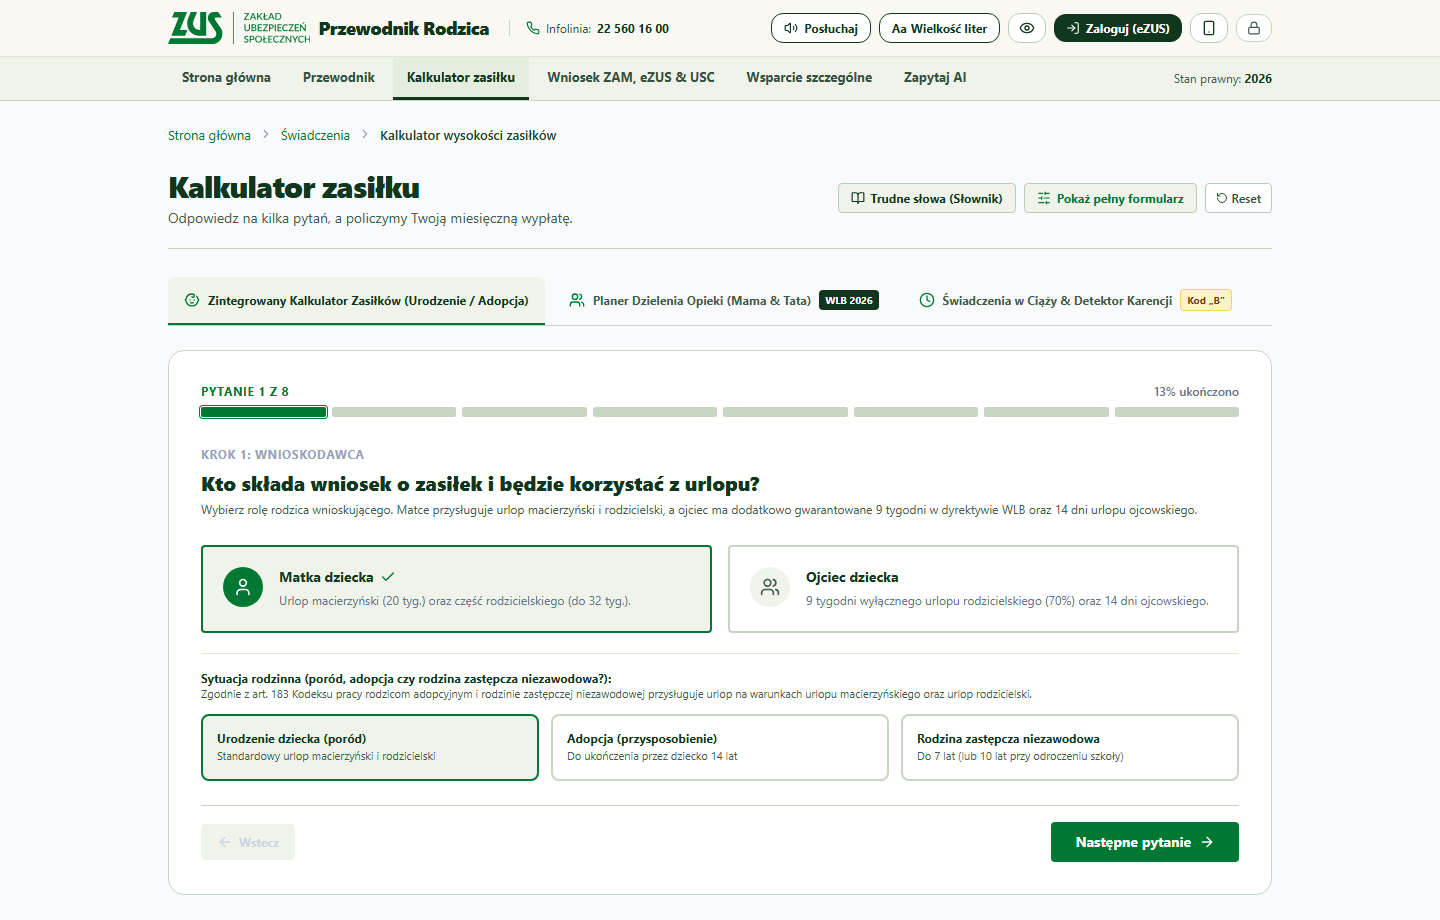 ZUS
ZAKŁAD
UBEZPIECZEŃ
SPOŁECZNYCH
Przewodnik Rodzica
Infolinia: 22 560 16 00
Posłuchaj
Aa Wielkość liter
Zaloguj (eZUS)
Strona główna
Przewodnik
Kalkulator zasiłku
Wniosek ZAM, eZUS & USC
Wsparcie szczególne
Zapytaj AI
Stan prawny: 2026
Strona główna
Świadczenia
Kalkulator wysokości zasiłków
Kalkulator zasiłku
Odpowiedz na kilka pytań, a policzymy Twoją miesięczną wypłatę.
Trudne słowa (Słownik)
Pokaż pełny formularz
Reset
Zintegrowany Kalkulator Zasiłków (Urodzenie / Adopcja)
Planer Dzielenia Opieki (Mama & Tata)
WLB 2026
Świadczenia w Ciąży & Detektor Karencji
Kod „B”
PYTANIE 1 Z 8
13% ukończono
KROK 1: WNIOSKODAWCA
Kto składa wniosek o zasiłek i będzie korzystać z urlopu?
Wybierz rolę rodzica wnioskującego. Matce przysługuje urlop macierzyński i rodzicielski, a ojciec ma dodatkowo gwarantowane 9 tygodni w dyrektywie WLB oraz 14 dni urlopu ojcowskiego.
Matka dziecka
Urlop macierzyński (20 tyg.) oraz część rodzicielskiego (do 32 tyg.).
Ojciec dziecka
9 tygodni wyłącznego urlopu rodzicielskiego (70%) oraz 14 dni ojcowskiego.
Sytuacja rodzinna (poród, adopcja czy rodzina zastępcza niezawodowa?):
Zgodnie z art. 183 Kodeksu pracy rodzicom adopcyjnym i rodzinie zastępczej niezawodowej przysługuje urlop na warunkach urlopu macierzyńskiego oraz urlop rodzicielski.
Urodzenie dziecka (poród)
Standardowy urlop macierzyński i rodzicielski
Adopcja (przysposobienie)
Do ukończenia przez dziecko 14 lat
Rodzina zastępcza niezawodowa
Do 7 lat (lub 10 lat przy odroczeniu szkoły)
Wstecz
Następne pytanie